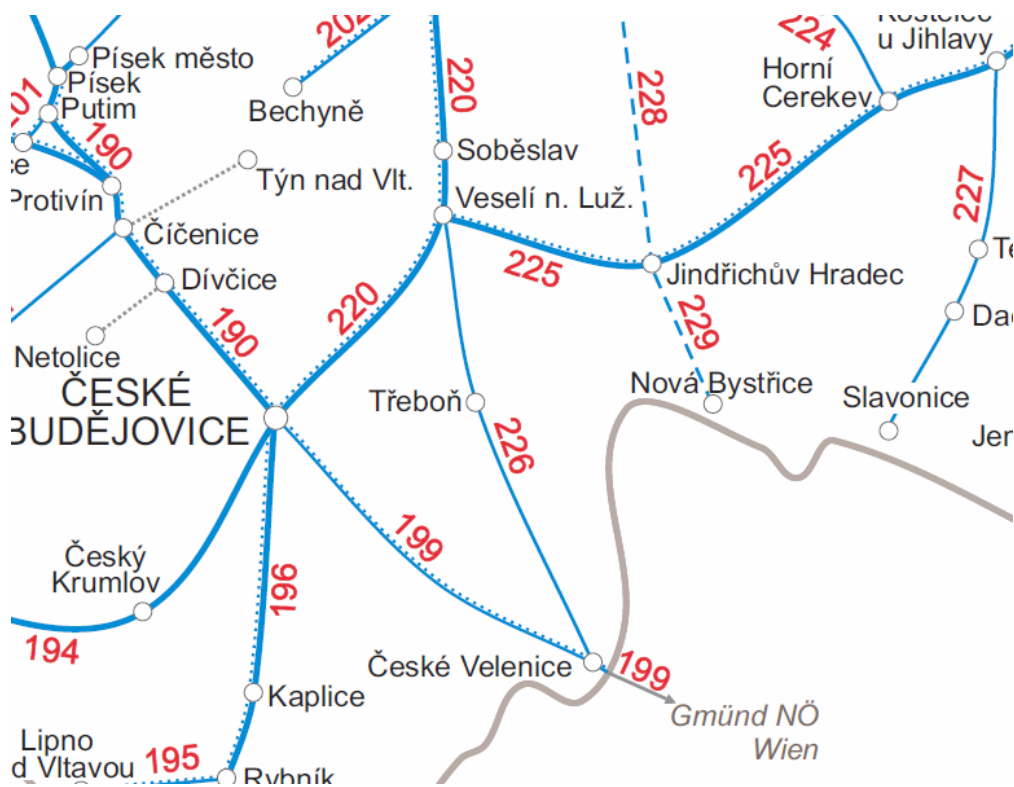 202
224
u Jihlavy
Písek město
Písek
Putim
190
Bechyně
220
228
Horní
Cerekev
Soběslav
225
Týn nad Vlt.
Protivín
Veselí n. Luž.
227
Číčenice
225
Jindřichův Hradec
Dívčice
220
190
229
Netolice
ČESKÉ
BUDĚJOVICE
Třeboň
Nová Bystřice
Slavonice
226
199
Český
Krumlov
196
194
České Velenice
199
Kaplice
Gmünd NÖ
Wien
Lipno
d Vltavou
195
Rybník